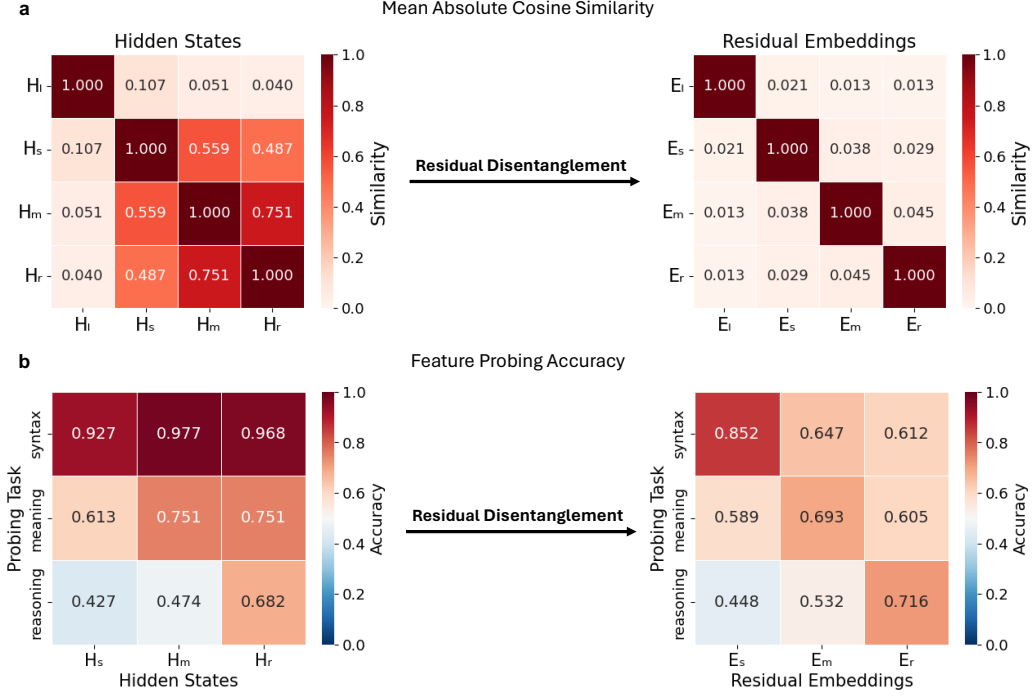 a
Mean Absolute Cosine Similarity
Hidden States
Residual Embeddings
Hₗ 1.000 0.107 0.051 0.040
Hₛ 0.107 1.000 0.559 0.487
Hₘ 0.051 0.559 1.000 0.751
Hᵣ 0.040 0.487 0.751 1.000
Hₗ Hₛ Hₘ Hᵣ
1.0
0.8
0.6
0.4
0.2
0.0
Similarity
Residual Disentanglement
Eₗ 1.000 0.021 0.013 0.013
Eₛ 0.021 1.000 0.038 0.029
Eₘ 0.013 0.038 1.000 0.045
Eᵣ 0.013 0.029 0.045 1.000
Eₗ Eₛ Eₘ Eᵣ
1.0
0.8
0.6
0.4
0.2
0.0
Similarity
b
Feature Probing Accuracy
Probing Task
syntax 0.927 0.977 0.968
meaning 0.613 0.751 0.751
reasoning 0.427 0.474 0.682
Hₛ Hₘ Hᵣ
Hidden States
1.0
0.8
0.6
0.4
0.2
0.0
Accuracy
Residual Disentanglement
Probing Task
syntax 0.852 0.647 0.612
meaning 0.589 0.693 0.605
reasoning 0.448 0.532 0.716
Eₛ Eₘ Eᵣ
Residual Embeddings
1.0
0.8
0.6
0.4
0.2
0.0
Accuracy